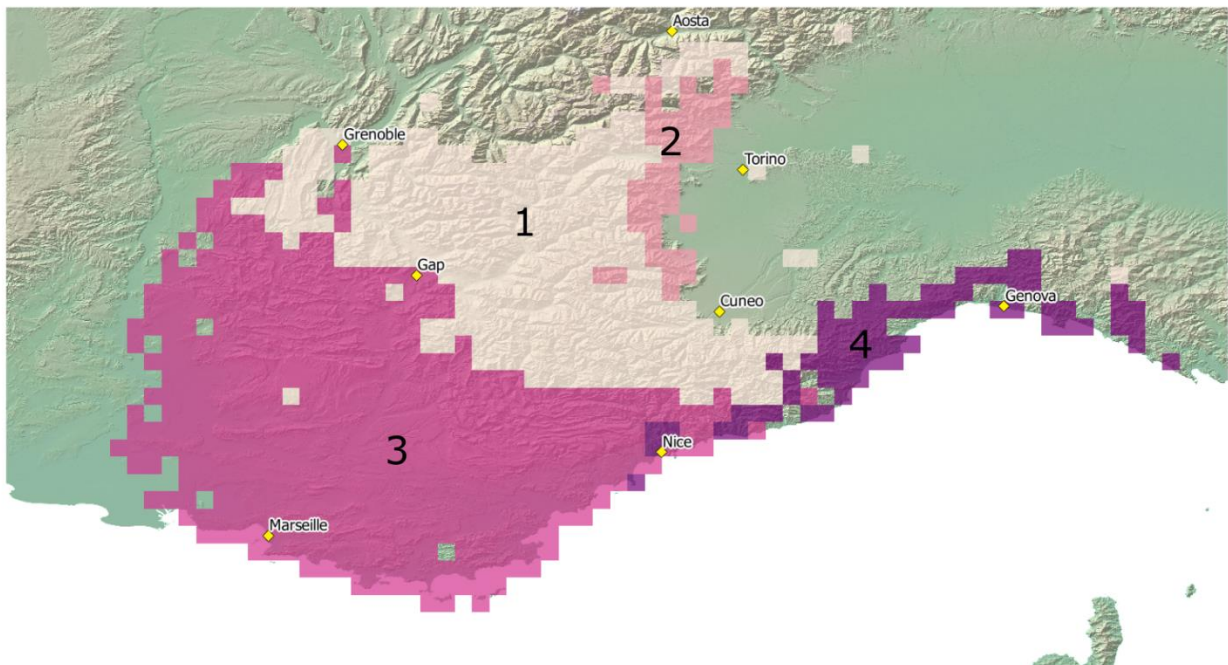 Aosta
Grenoble
2
Torino
1
Gap
Cuneo
Genova
4
3
Nice
Marseille